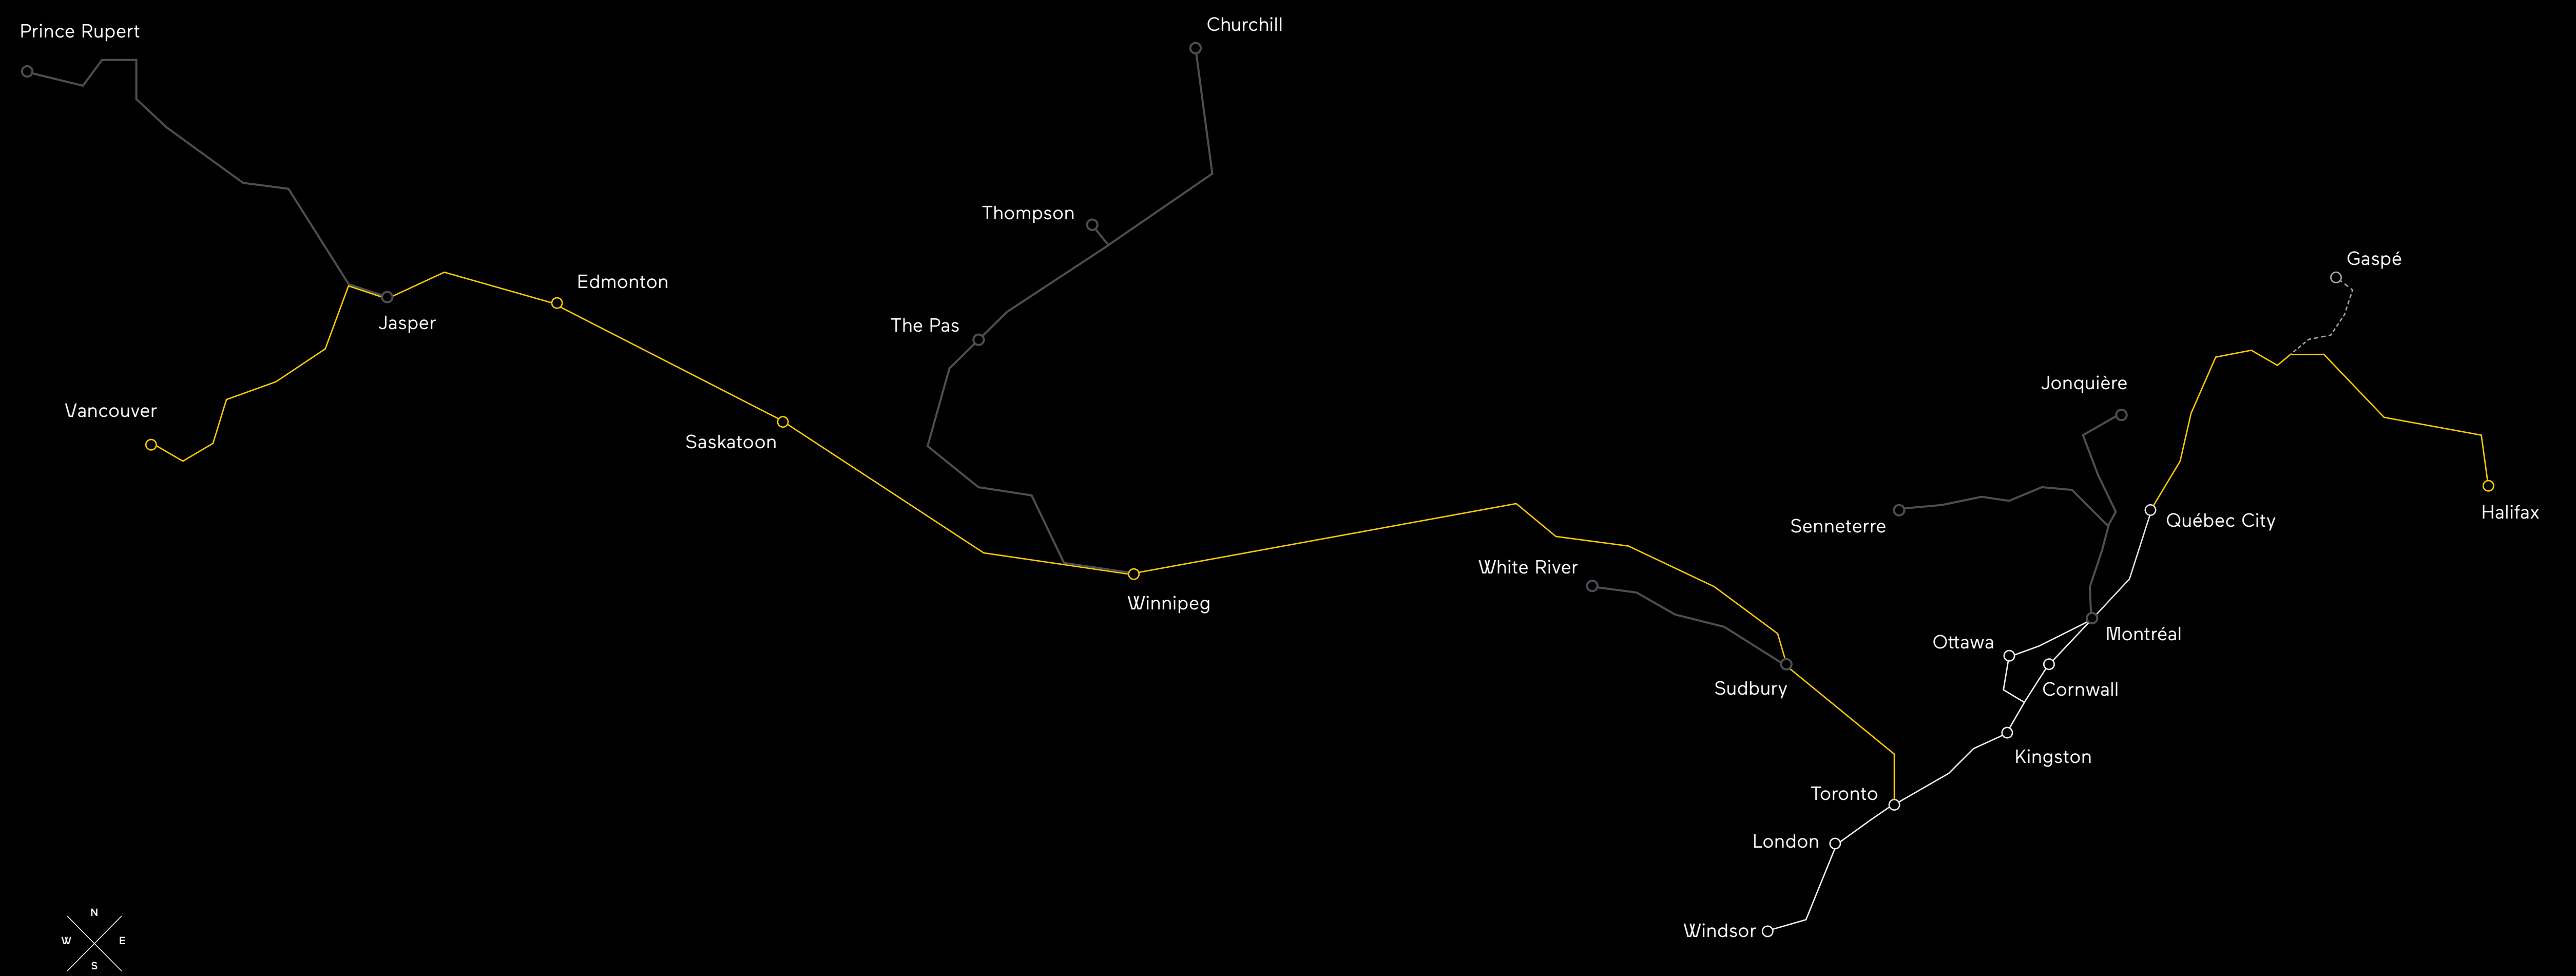 Prince Rupert
Churchill
Thompson
Gaspé
Edmonton
Jasper
The Pas
Jonquière
Vancouver
Saskatoon
Halifax
Québec City
Senneterre
White River
Winnipeg
Montréal
Ottawa
Sudbury
Cornwall
Kingston
Toronto
London
Windsor
N
W E
S